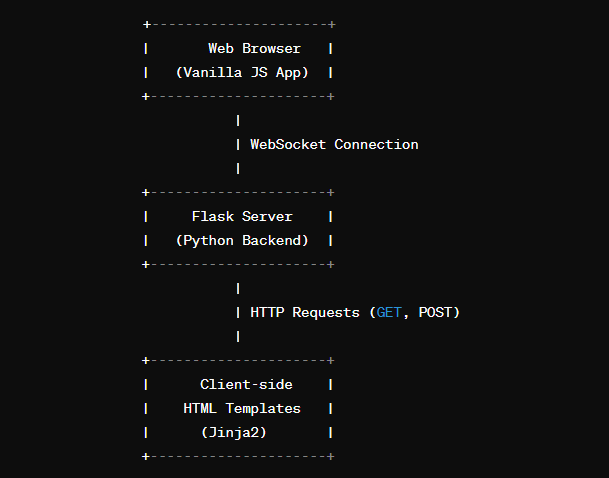 +---------------------+
|       Web Browser   |
|   (Vanilla JS App)  |
+---------------------+
           |
           | WebSocket Connection
           |
+---------------------+
|     Flask Server    |
|   (Python Backend)  |
+---------------------+
           |
           | HTTP Requests (GET, POST)
           |
+---------------------+
|      Client-side    |
|    HTML Templates   |
|      (Jinja2)       |
+---------------------+